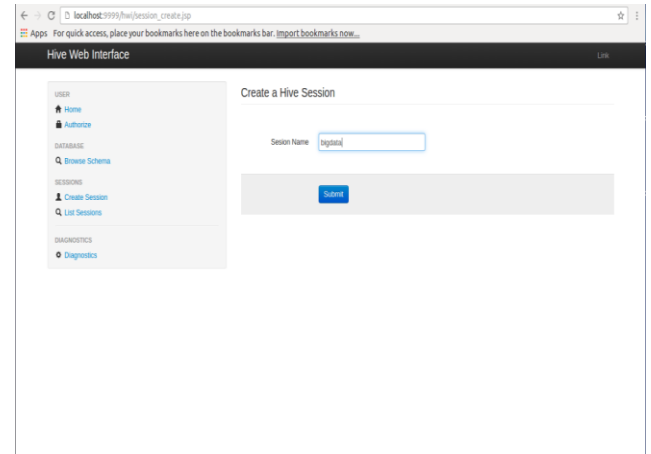 localhost:9999/hwi/session_create.jsp
Apps For quick access, place your bookmarks here on the bookmarks bar. Import bookmarks now...
Hive Web Interface Link
USER
Home
Authorize
DATABASE
Browse Schema
SESSIONS
Create Session
List Sessions
DIAGNOSTICS
Diagnostics
Create a Hive Session
Sesion Name bigdata
Submit